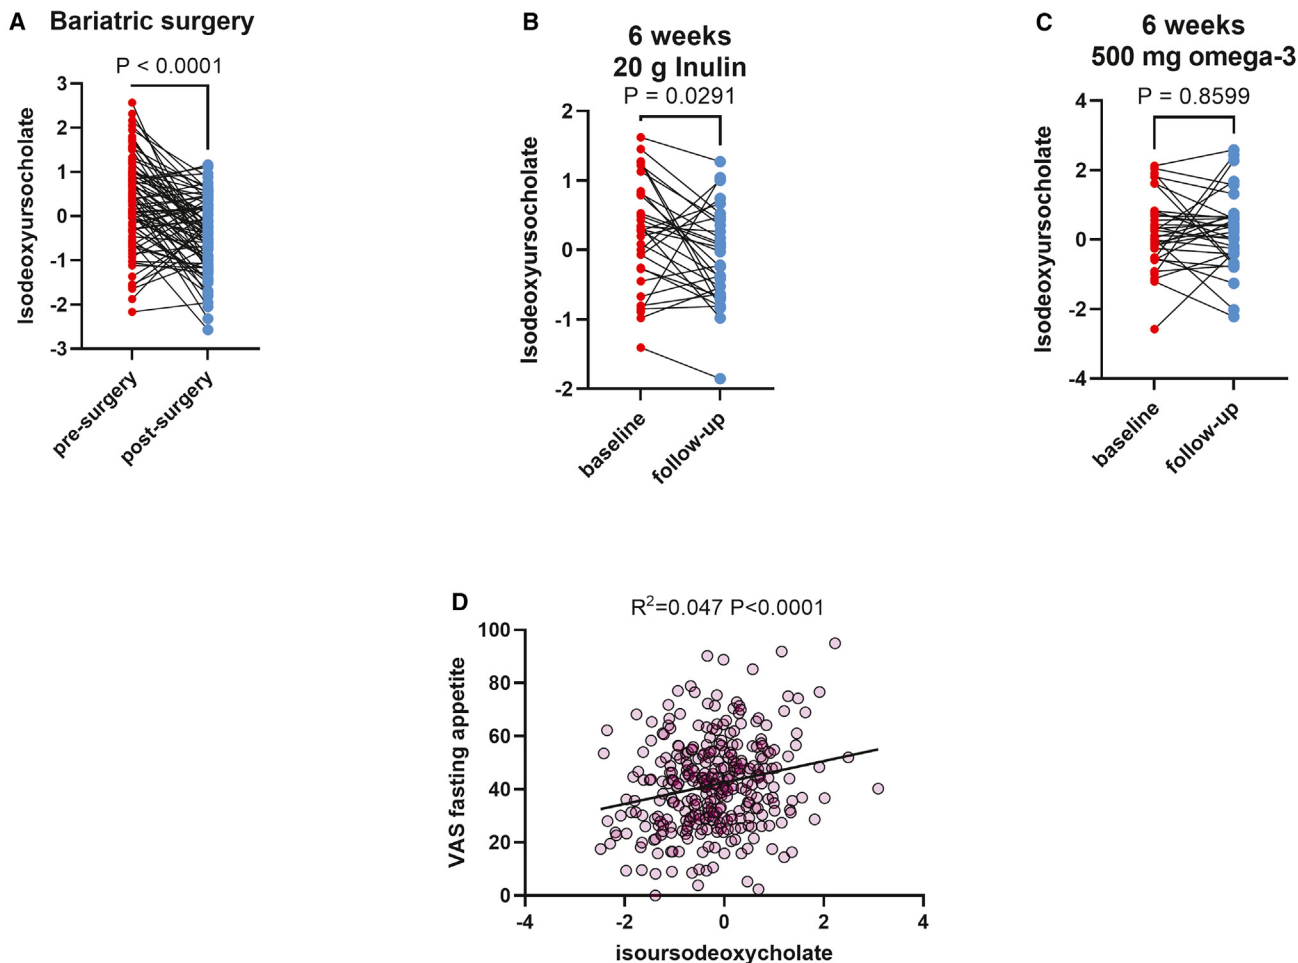 A Bariatric surgery
P < 0.0001
Isodeoxyursocholate
3
2
1
0
-1
-2
-3
pre-surgery
post-surgery
B 6 weeks
20 g Inulin
P = 0.0291
Isodeoxyursocholate
2
1
0
-1
-2
baseline
follow-up
C 6 weeks
500 mg omega-3
P = 0.8599
Isodeoxyursocholate
4
2
0
-2
-4
baseline
follow-up
D R²=0.047 P<0.0001
VAS fasting appetite
100
80
60
40
20
0
-4 -2 0 2 4
isoursodeoxycholate